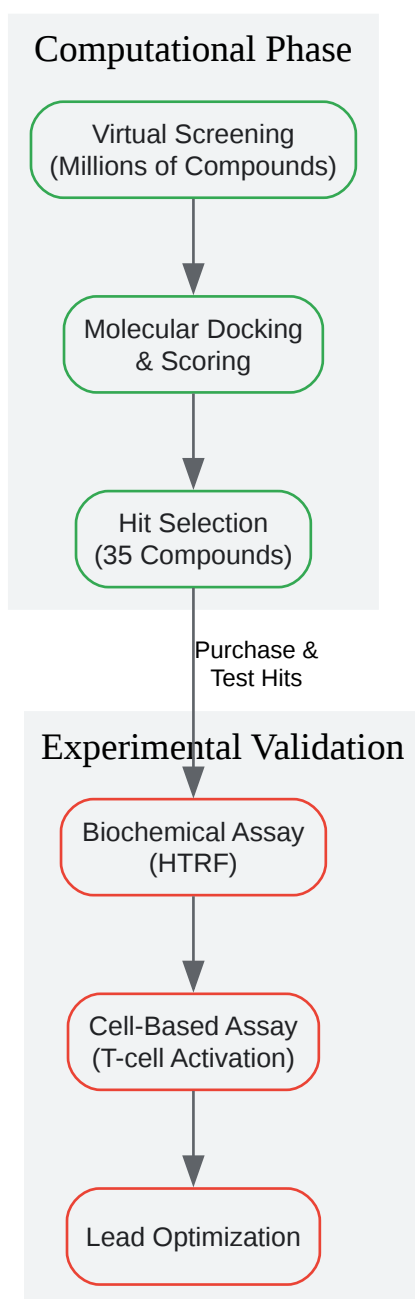 Computational Phase
Virtual Screening
(Millions of Compounds)
Molecular Docking
& Scoring
Hit Selection
(35 Compounds)
Purchase &
Test Hits
Experimental Validation
Biochemical Assay
(HTRF)
Cell-Based Assay
(T-cell Activation)
Lead Optimization